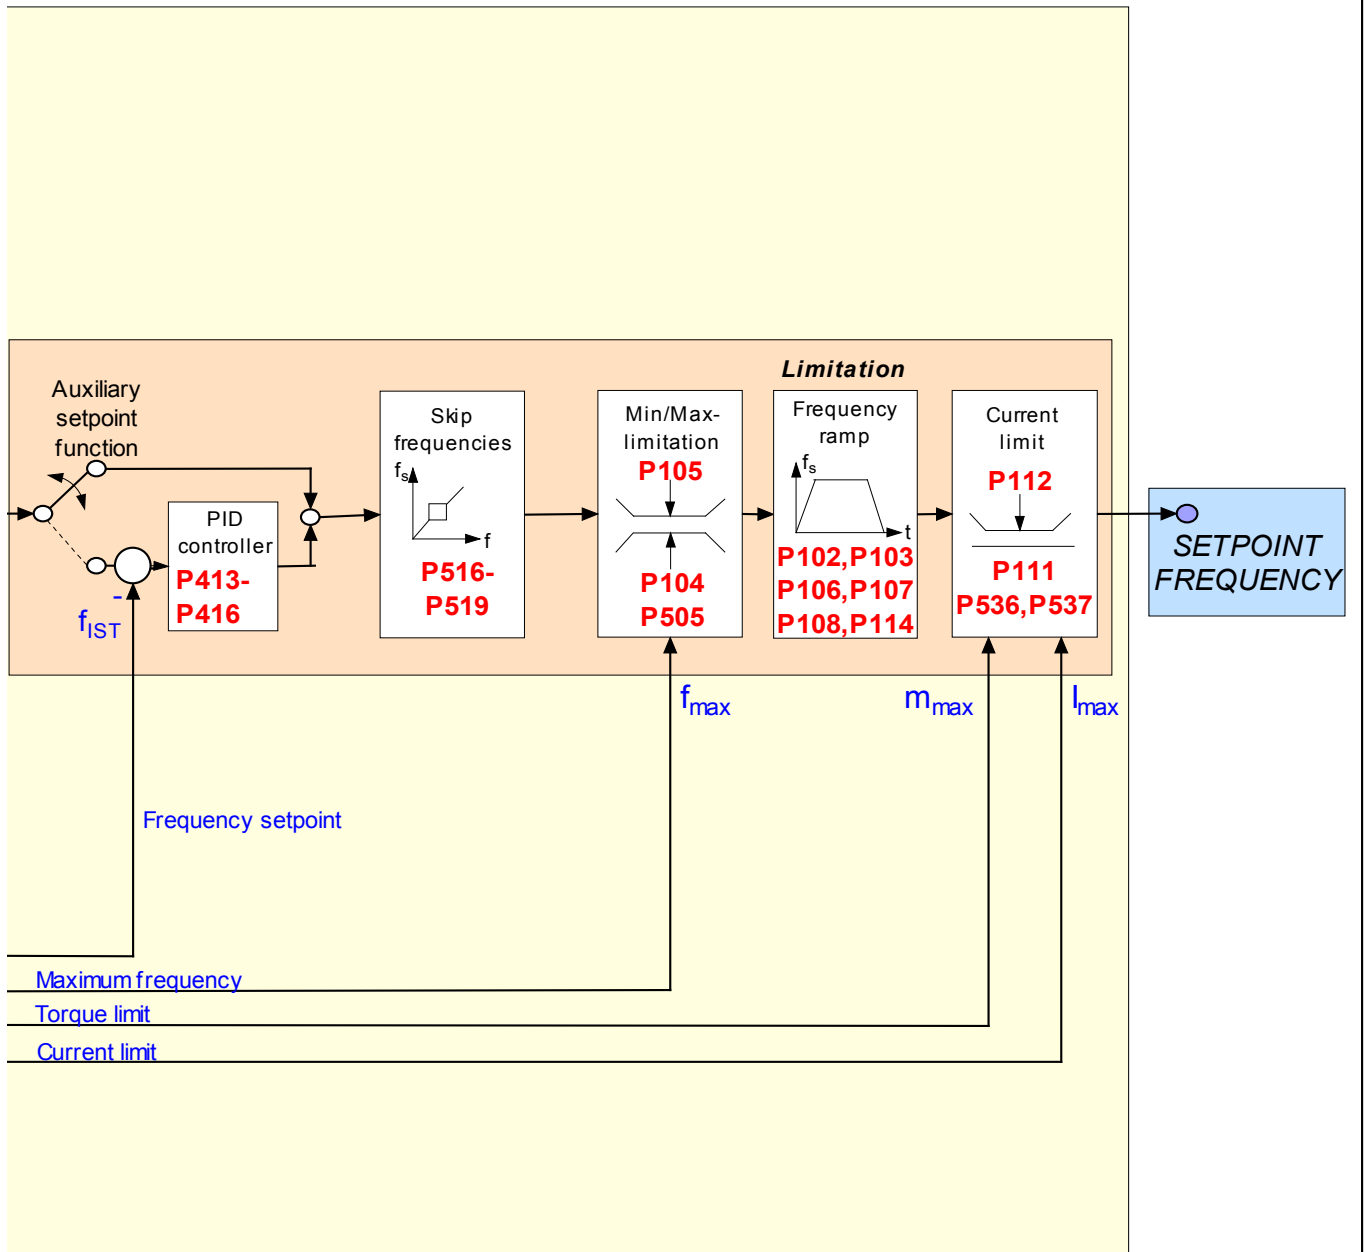 Limitation
Auxiliary
setpoint
function
PID
controller
P413-
P416
-
fIST
Skip
frequencies
fs
f
P516-
P519
Min/Max-
limitation
P105
P104
P505
Frequency
ramp
fs
t
P102,P103
P106,P107
P108,P114
Current
limit
P112
P111
P536,P537
SETPOINT
FREQUENCY
fmax
mmax
Imax
Frequency setpoint
Maximum frequency
Torque limit
Current limit